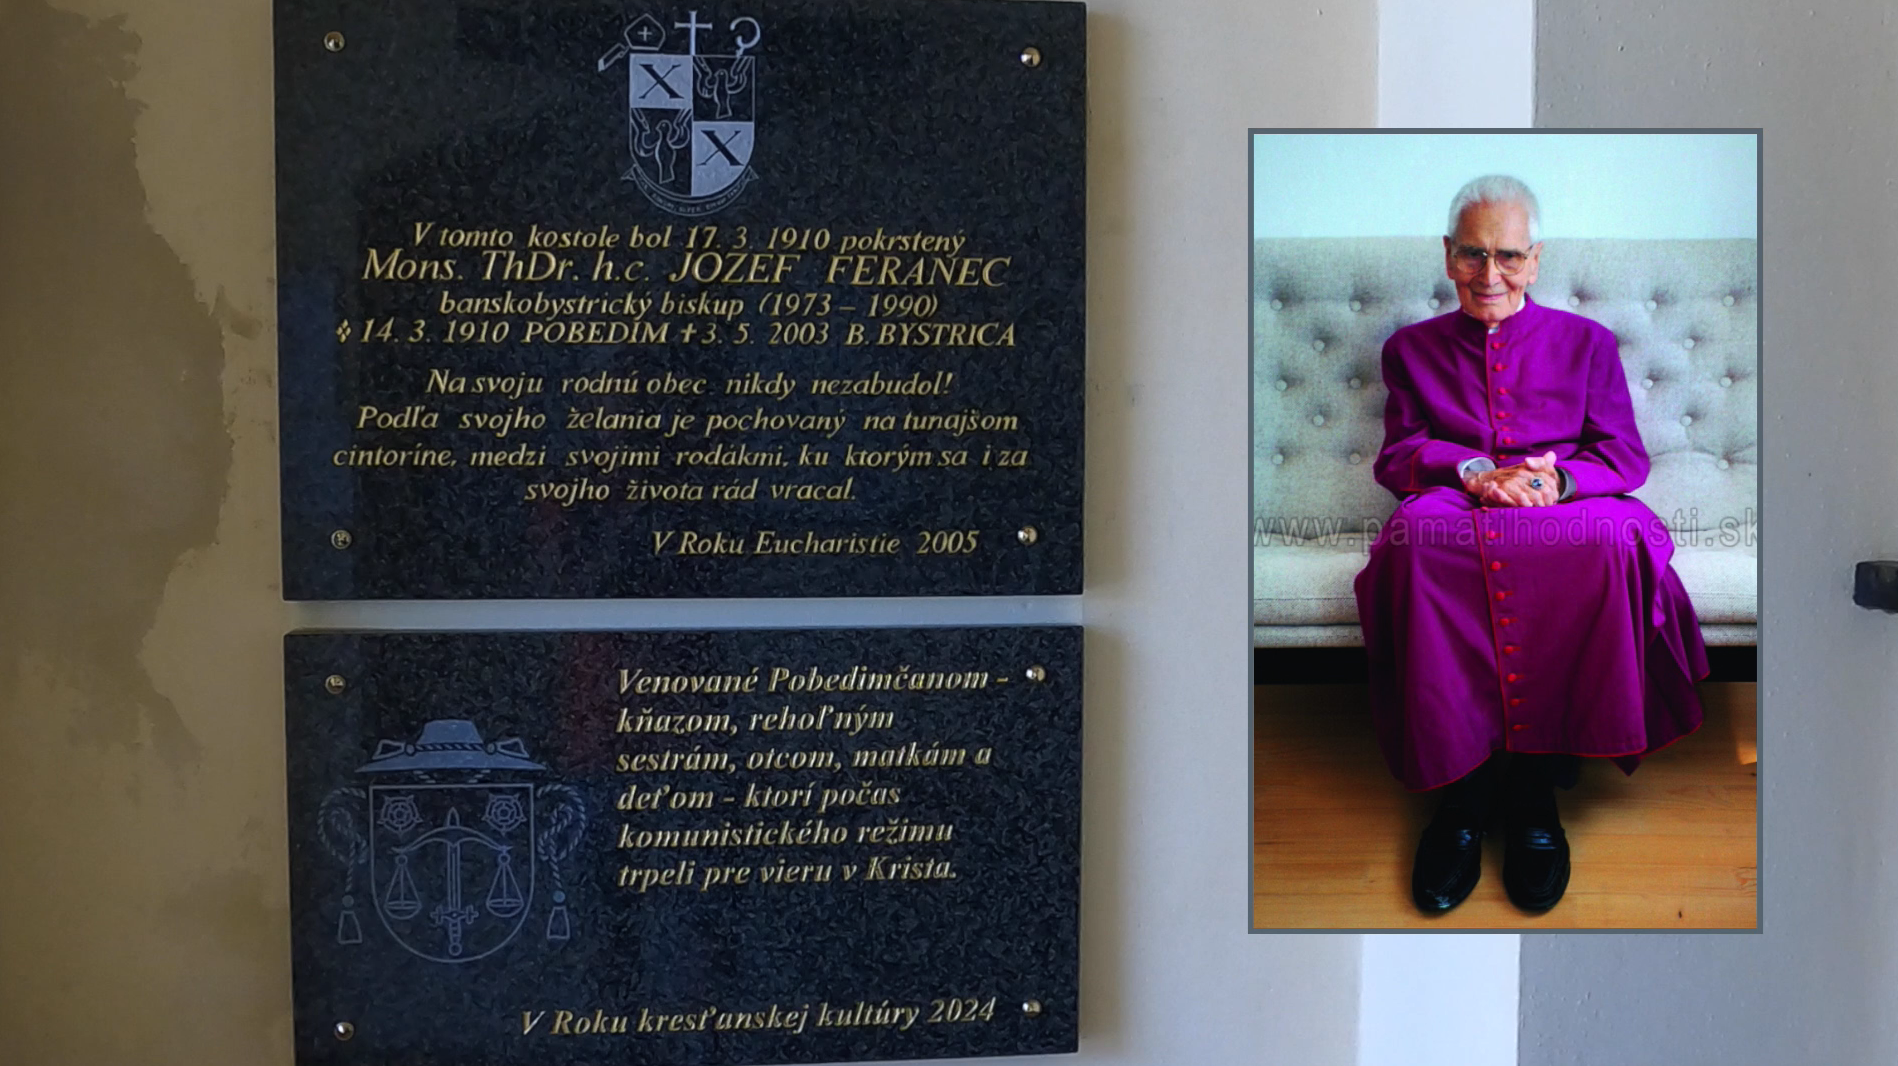 X
X
V tomto kostole bol 17. 3. 1910 pokrstený
Mons. ThDr. h.c. JOZEF FERANEC
banskobystrický biskup (1973 – 1990)
14. 3. 1910 POBEDIM ✝ 3. 5. 2003 B. BYSTRICA
Na svoju rodnú obec nikdy nezabudol!
Podľa svojho želania je pochovaný na tunajšom
cintoríne, medzi svojimi rodákmi, ku ktorým sa i za
svojho života rád vracal.
V Roku Eucharistie 2005
Venované Pobedimčanom –
kňazom, rehoľným
sestrám, otcom, matkám a
deťom – ktorí počas
komunistického režimu
trpeli pre vieru v Krista.
V Roku kresťanskej kultúry 2024
www.pamatihodnosti.sk